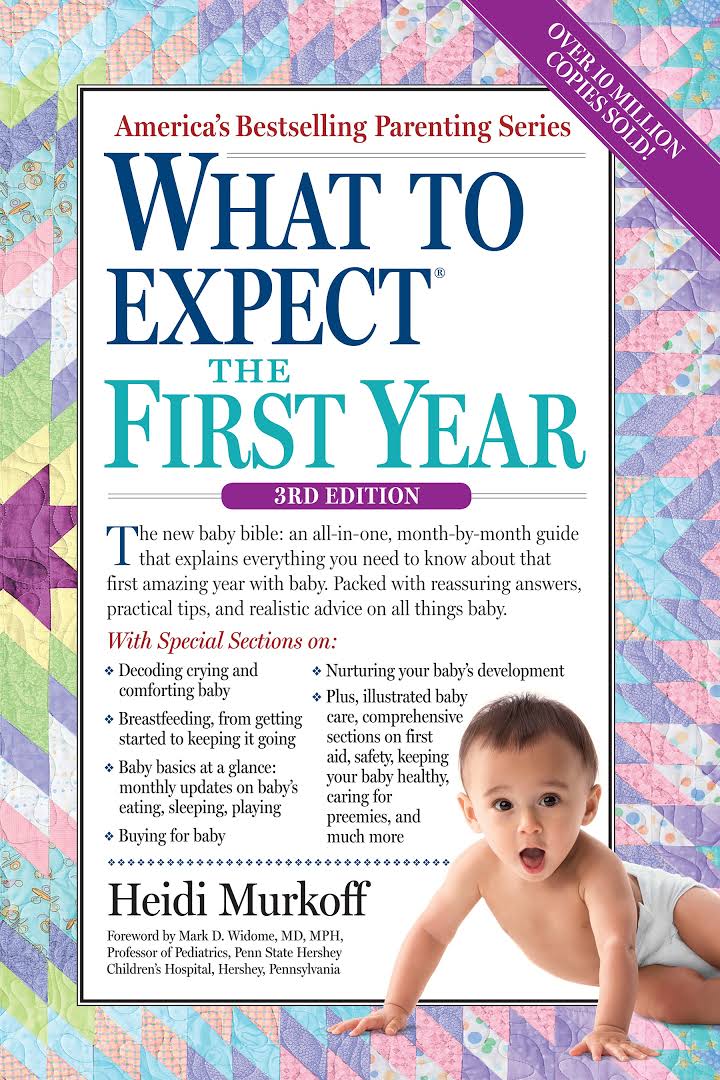 OVER 10 MILLION
COPIES SOLD!
America's Bestselling Parenting Series
WHAT TO
EXPECT®
THE
FIRST YEAR
3RD EDITION
The new baby bible: an all-in-one, month-by-month guide
that explains everything you need to know about that
first amazing year with baby. Packed with reassuring answers,
practical tips, and realistic advice on all things baby.
With Special Sections on:
❖ Decoding crying and
comforting baby
❖ Breastfeeding, from getting
started to keeping it going
❖ Baby basics at a glance:
monthly updates on baby's
eating, sleeping, playing
❖ Buying for baby
❖ Nurturing your baby's development
❖ Plus, illustrated baby
care, comprehensive
sections on first
aid, safety, keeping
your baby healthy,
caring for
preemies, and
much more
Heidi Murkoff
Foreword by Mark D. Widome, MD, MPH,
Professor of Pediatrics, Penn State Hershey
Children's Hospital, Hershey, Pennsylvania